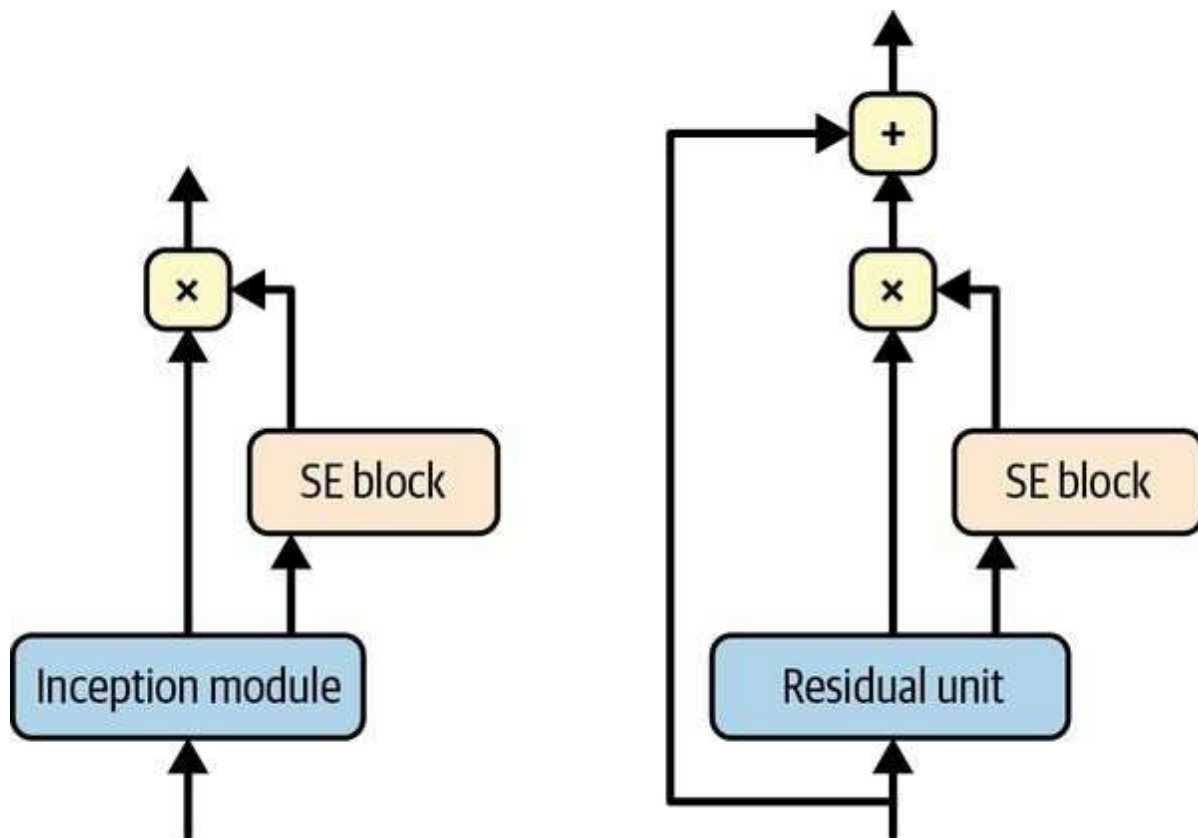 +
×
×
SE block
SE block
Inception module
Residual unit